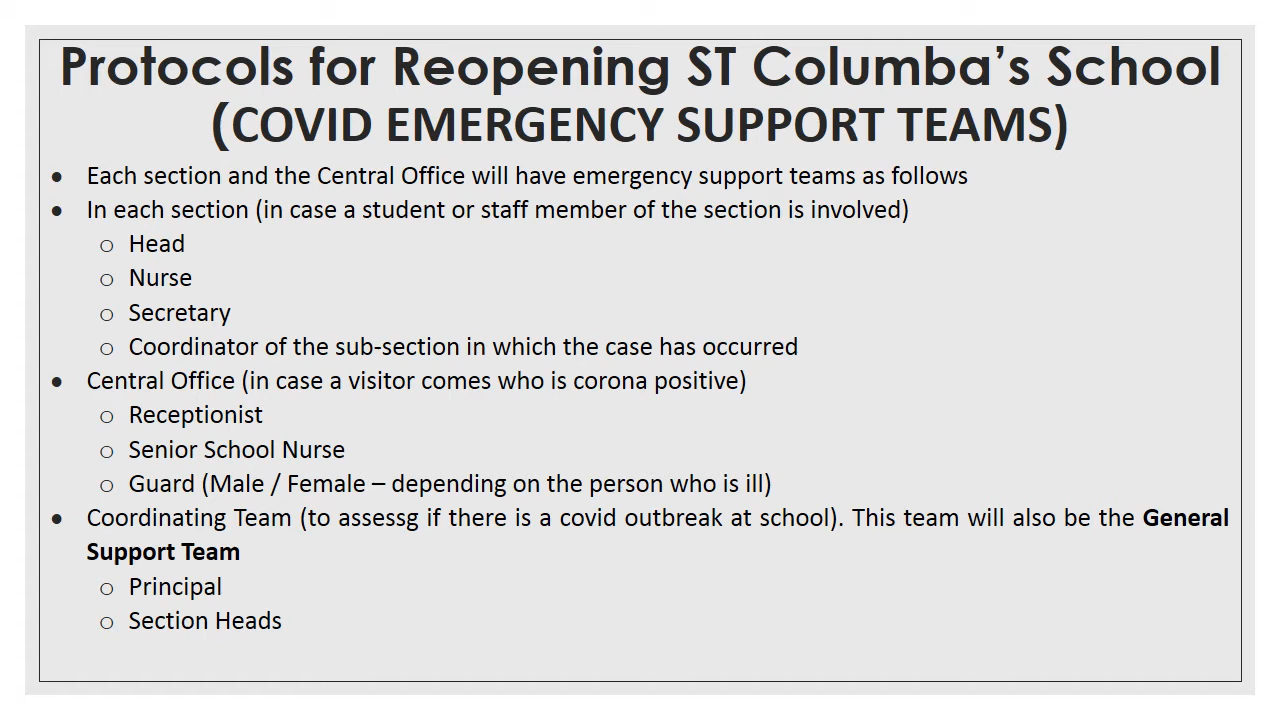 Protocols for Reopening ST Columba’s School
(COVID EMERGENCY SUPPORT TEAMS)
● Each section and the Central Office will have emergency support teams as follows
● In each section (in case a student or staff member of the section is involved)
o Head
o Nurse
o Secretary
o Coordinator of the sub-section in which the case has occurred
● Central Office (in case a visitor comes who is corona positive)
o Receptionist
o Senior School Nurse
o Guard (Male / Female – depending on the person who is ill)
● Coordinating Team (to assessg if there is a covid outbreak at school). This team will also be the General
Support Team
o Principal
o Section Heads